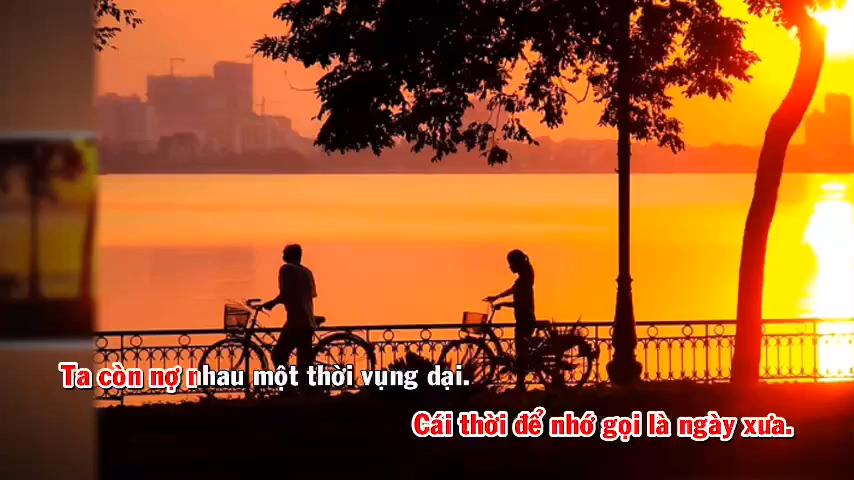 Ta còn nợ nhau một thời vụng dại.
Cái thời để nhớ gọi là ngày xưa.